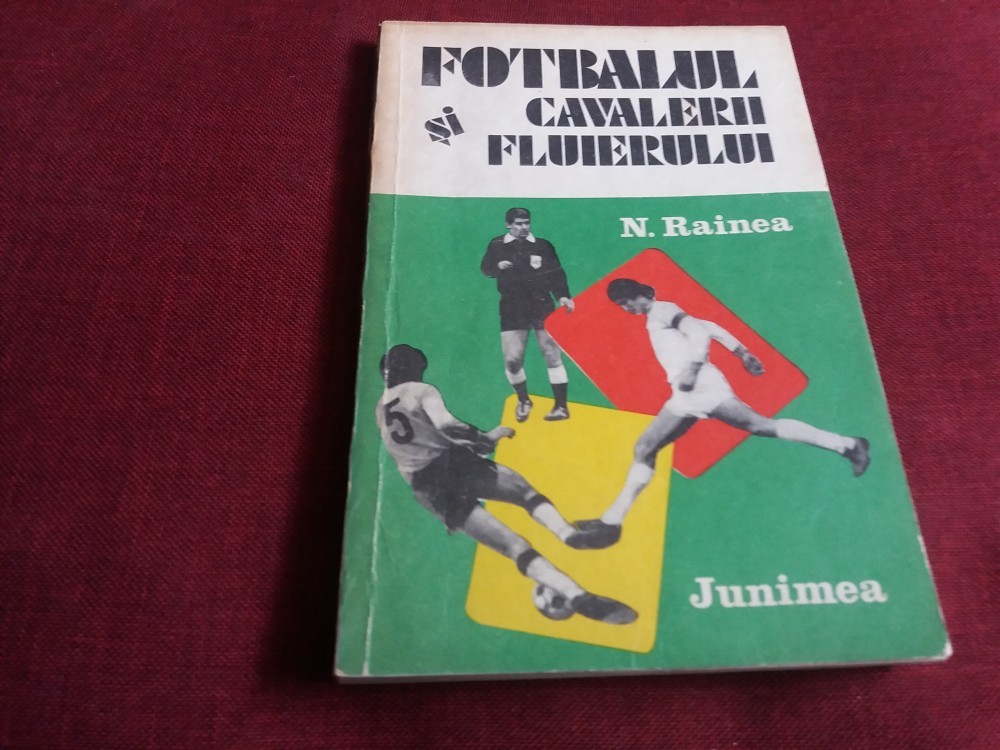 FOTBALUL
și CAVALERII
FLUIERULUI
N. Rainea
5
Junimea